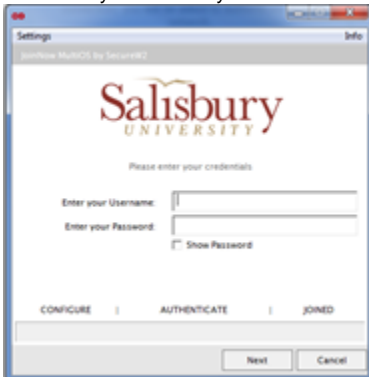 Settings Info
JoinNow MultiOS by SecureW2
Salisbury
UNIVERSITY
Please enter your credentials
Enter your Username:
Enter your Password:
Show Password
CONFIGURE | AUTHENTICATE | JOINED
Next Cancel